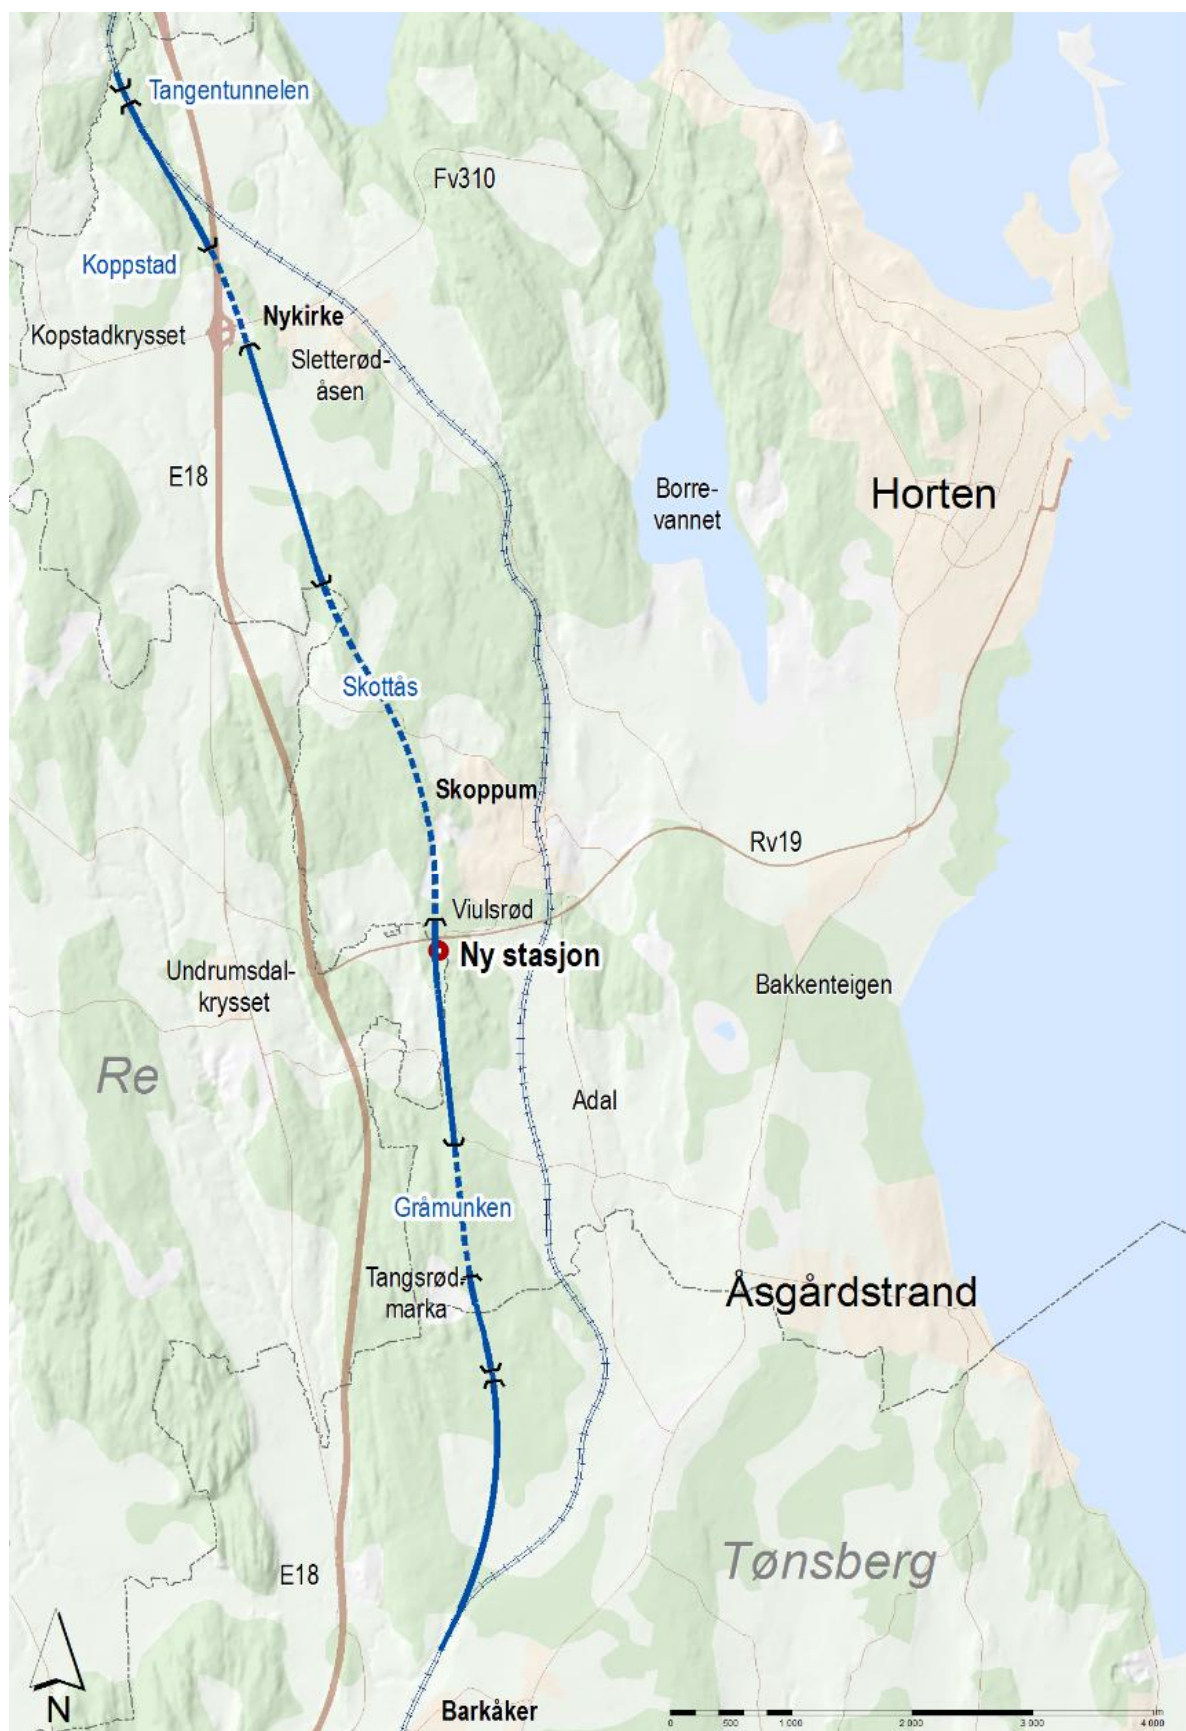 Tangentunnelen
Fv310
Koppstad
Nykirke
Kopstadkrysset
Sletterød-
åsen
E18
Borre-
vannet
Horten
Skottås
Skoppum
Rv19
Viulsrød
Ny stasjon
Undrumsdal-
krysset
Bakkenteigen
Re
Adal
Gråmunken
Tangsrød-
marka
Åsgårdstrand
Tønsberg
E18
N
Barkåker
0 500 1 000 2 000 3 000 4 000 m